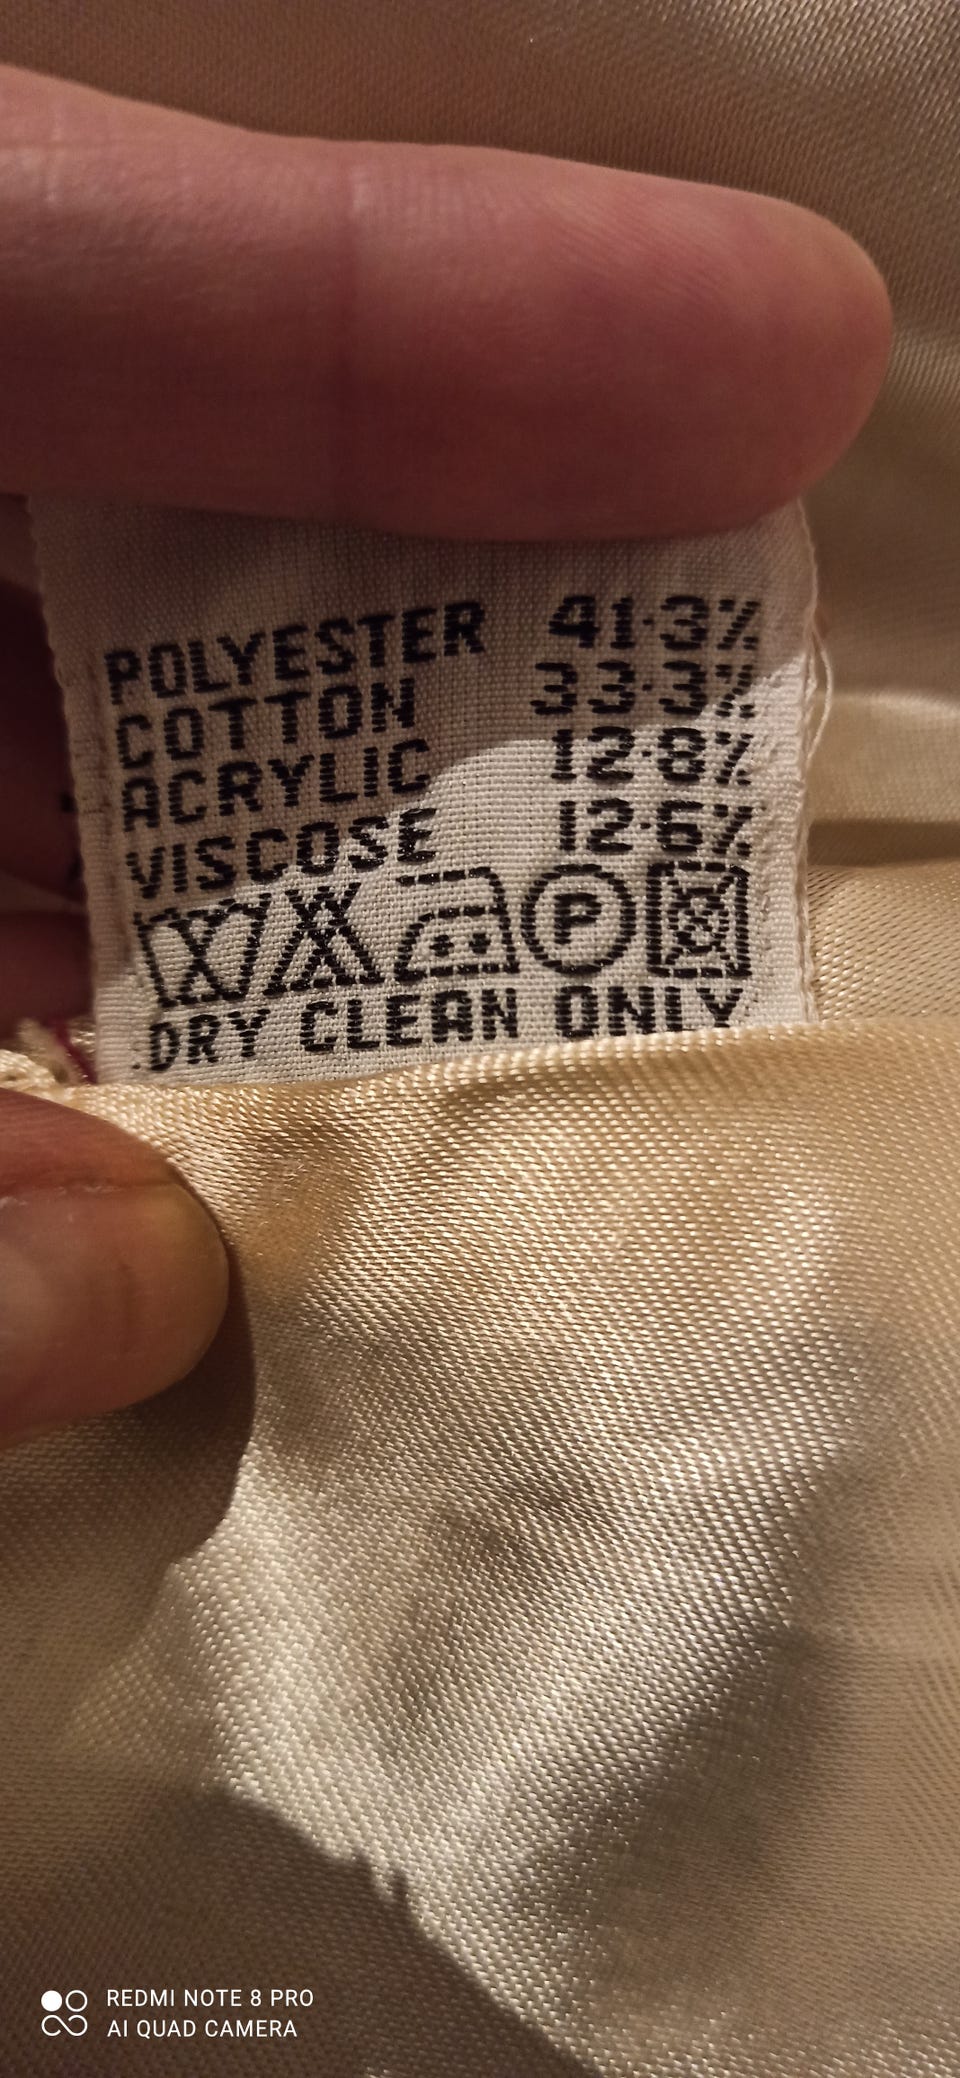 POLYESTER 41.3%
COTTON 33.3%
ACRYLIC 12.8%
VISCOSE 12.6%
P
DRY CLEAN ONLY
REDMI NOTE 8 PRO
AI QUAD CAMERA